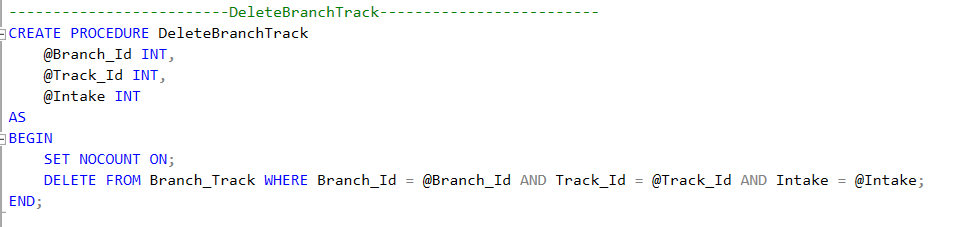 -------------------------DeleteBranchTrack-------------------------
CREATE PROCEDURE DeleteBranchTrack
    @Branch_Id INT,
    @Track_Id INT,
    @Intake INT
AS
BEGIN
    SET NOCOUNT ON;
    DELETE FROM Branch_Track WHERE Branch_Id = @Branch_Id AND Track_Id = @Track_Id AND Intake = @Intake;
END;